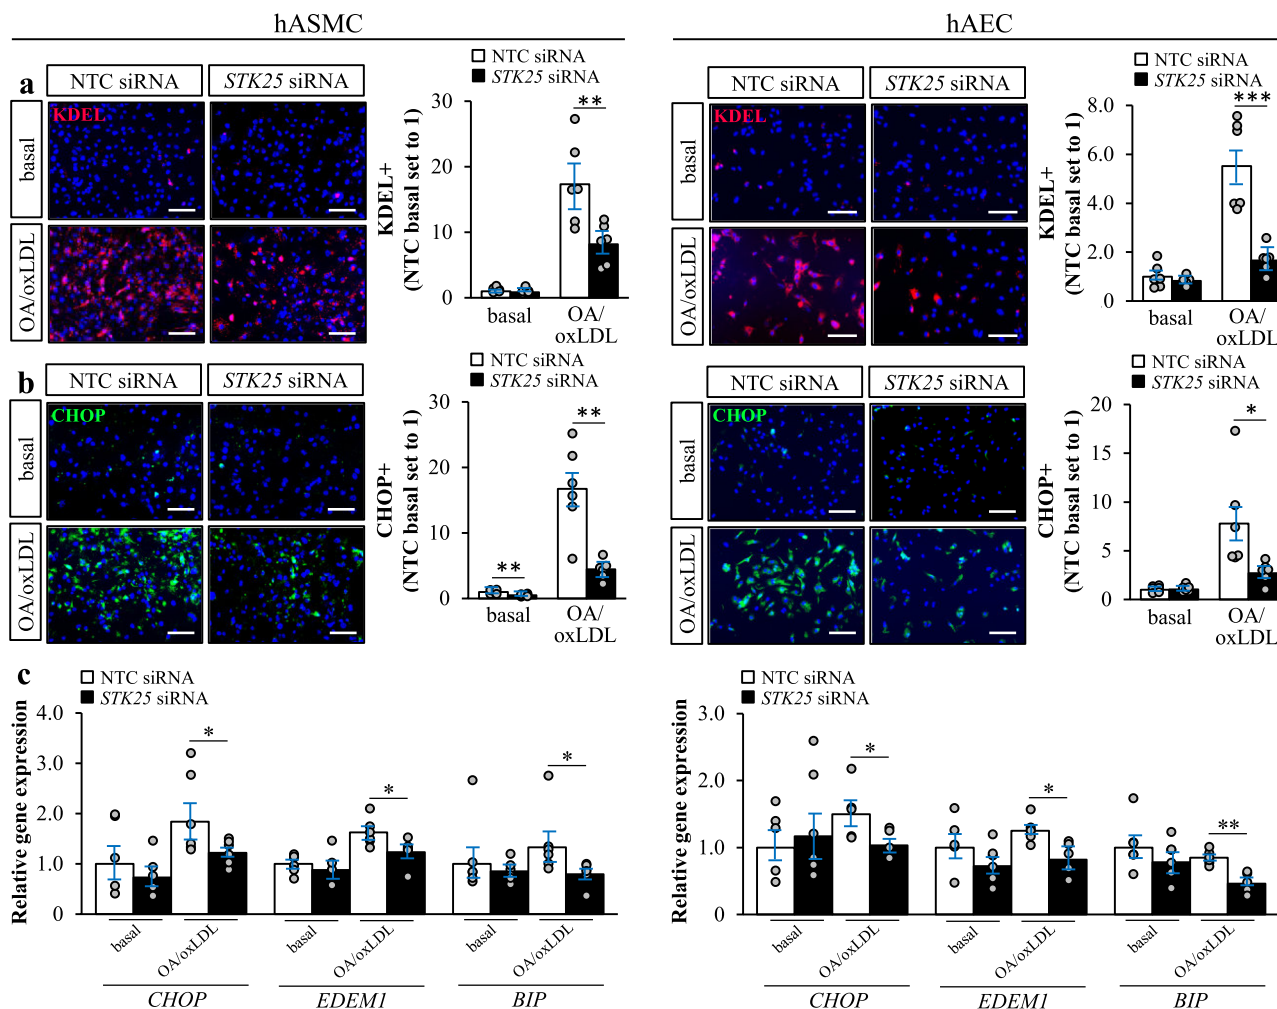 hASMC
hAEC
a
NTC siRNA
STK25 siRNA
basal
OA/oxLDL
KDEL
NTC siRNA
STK25 siRNA
KDEL+
(NTC basal set to 1)
30
20
10
0
**
basal
OA/
oxLDL
NTC siRNA
STK25 siRNA
basal
OA/oxLDL
KDEL
NTC siRNA
STK25 siRNA
KDEL+
(NTC basal set to 1)
8.0
6.0
4.0
2.0
0
***
basal
OA/
oxLDL
b
NTC siRNA
STK25 siRNA
basal
OA/oxLDL
CHOP
NTC siRNA
STK25 siRNA
CHOP+
(NTC basal set to 1)
30
20
10
0
**
**
basal
OA/
oxLDL
NTC siRNA
STK25 siRNA
basal
OA/oxLDL
CHOP
NTC siRNA
STK25 siRNA
CHOP+
(NTC basal set to 1)
20
15
10
5
0
*
basal
OA/
oxLDL
c
NTC siRNA
STK25 siRNA
Relative gene expression
4.0
3.0
2.0
1.0
0
*
*
*
basal
OA/oxLDL
basal
OA/oxLDL
basal
OA/oxLDL
CHOP
EDEM1
BIP
NTC siRNA
STK25 siRNA
Relative gene expression
3.0
2.0
1.0
0
*
*
**
basal
OA/oxLDL
basal
OA/oxLDL
basal
OA/oxLDL
CHOP
EDEM1
BIP